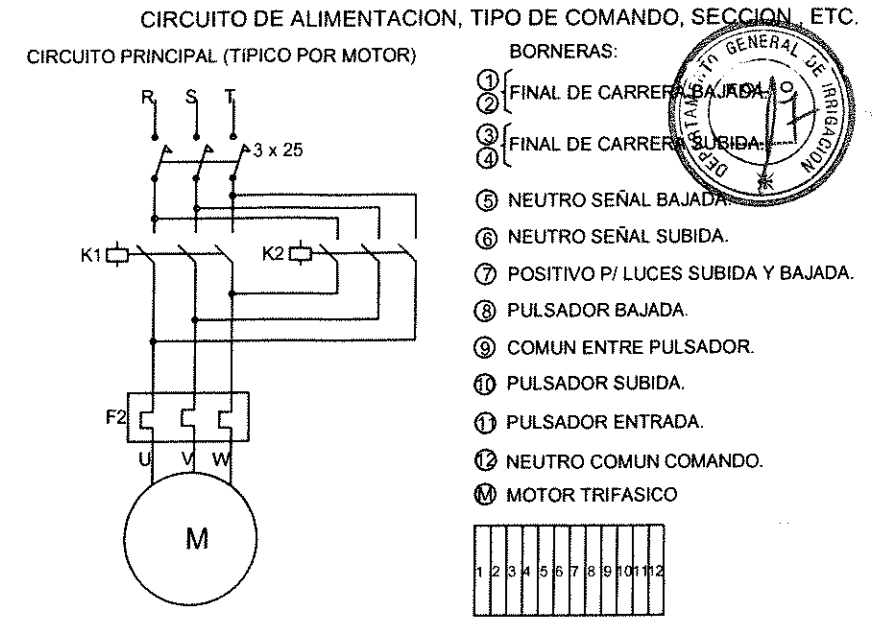 CIRCUITO DE ALIMENTACION, TIPO DE COMANDO, SECCION , ETC.
CIRCUITO PRINCIPAL (TIPICO POR MOTOR)
R S T
3 x 25
K1
K2
F2
U V W
M
BORNERAS:
1
2 FINAL DE CARRERA BAJADA.
3
4 FINAL DE CARRERA SUBIDA.
5 NEUTRO SEÑAL BAJADA.
6 NEUTRO SEÑAL SUBIDA.
7 POSITIVO P/ LUCES SUBIDA Y BAJADA.
8 PULSADOR BAJADA.
9 COMUN ENTRE PULSADOR.
10 PULSADOR SUBIDA.
11 PULSADOR ENTRADA.
12 NEUTRO COMUN COMANDO.
M MOTOR TRIFASICO
1 2 3 4 5 6 7 8 9 10 11 12
DEPARTAMENTO GENERAL DE IRRIGACION